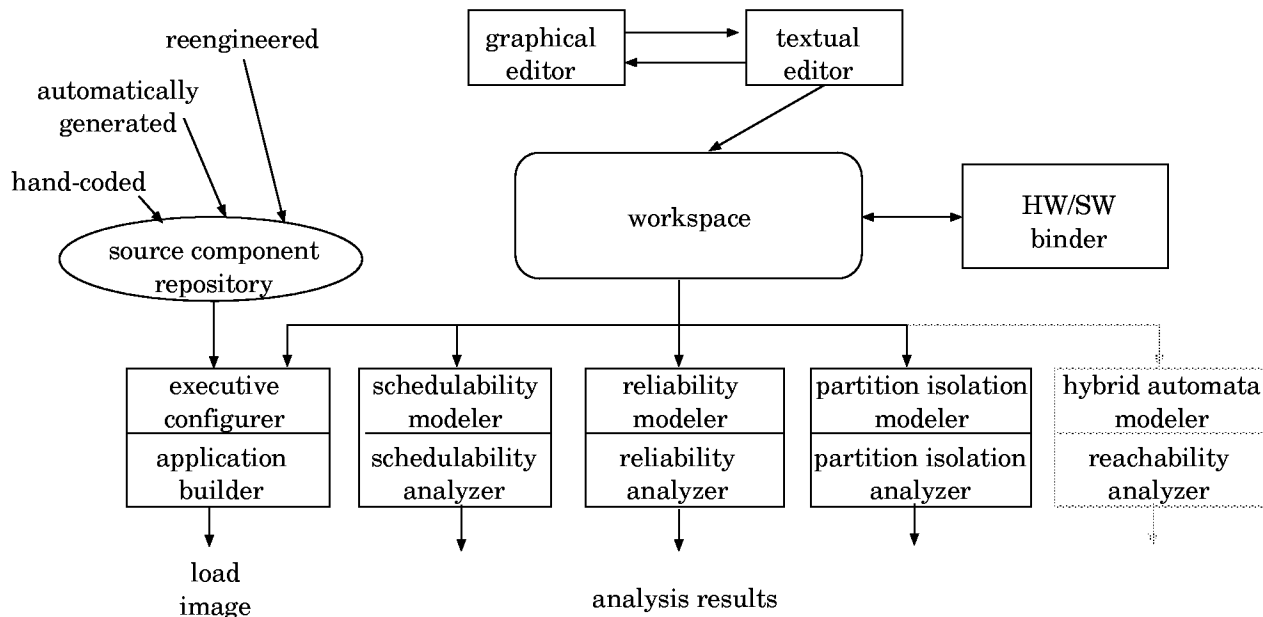 reengineered
graphical
editor
textual
editor
automatically
generated
hand-coded
source component
repository
workspace
HW/SW
binder
executive
configurer
application
builder
schedulability
modeler
schedulability
analyzer
reliability
modeler
reliability
analyzer
partition isolation
modeler
partition isolation
analyzer
hybrid automata
modeler
reachability
analyzer
load
image
analysis results